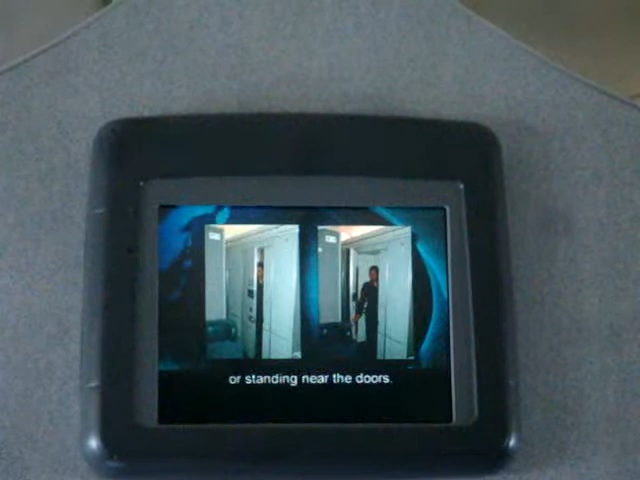 or standing near the doors.